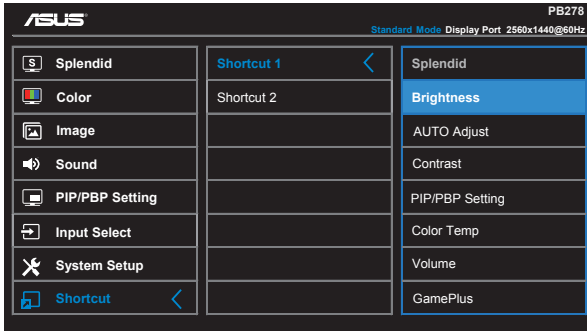 ASUS
PB278
Standard Mode Display Port 2560x1440@60Hz
S Splendid
Color
Image
Sound
PIP/PBP Setting
Input Select
System Setup
Shortcut
Shortcut 1
Shortcut 2
Splendid
Brightness
AUTO Adjust
Contrast
PIP/PBP Setting
Color Temp
Volume
GamePlus